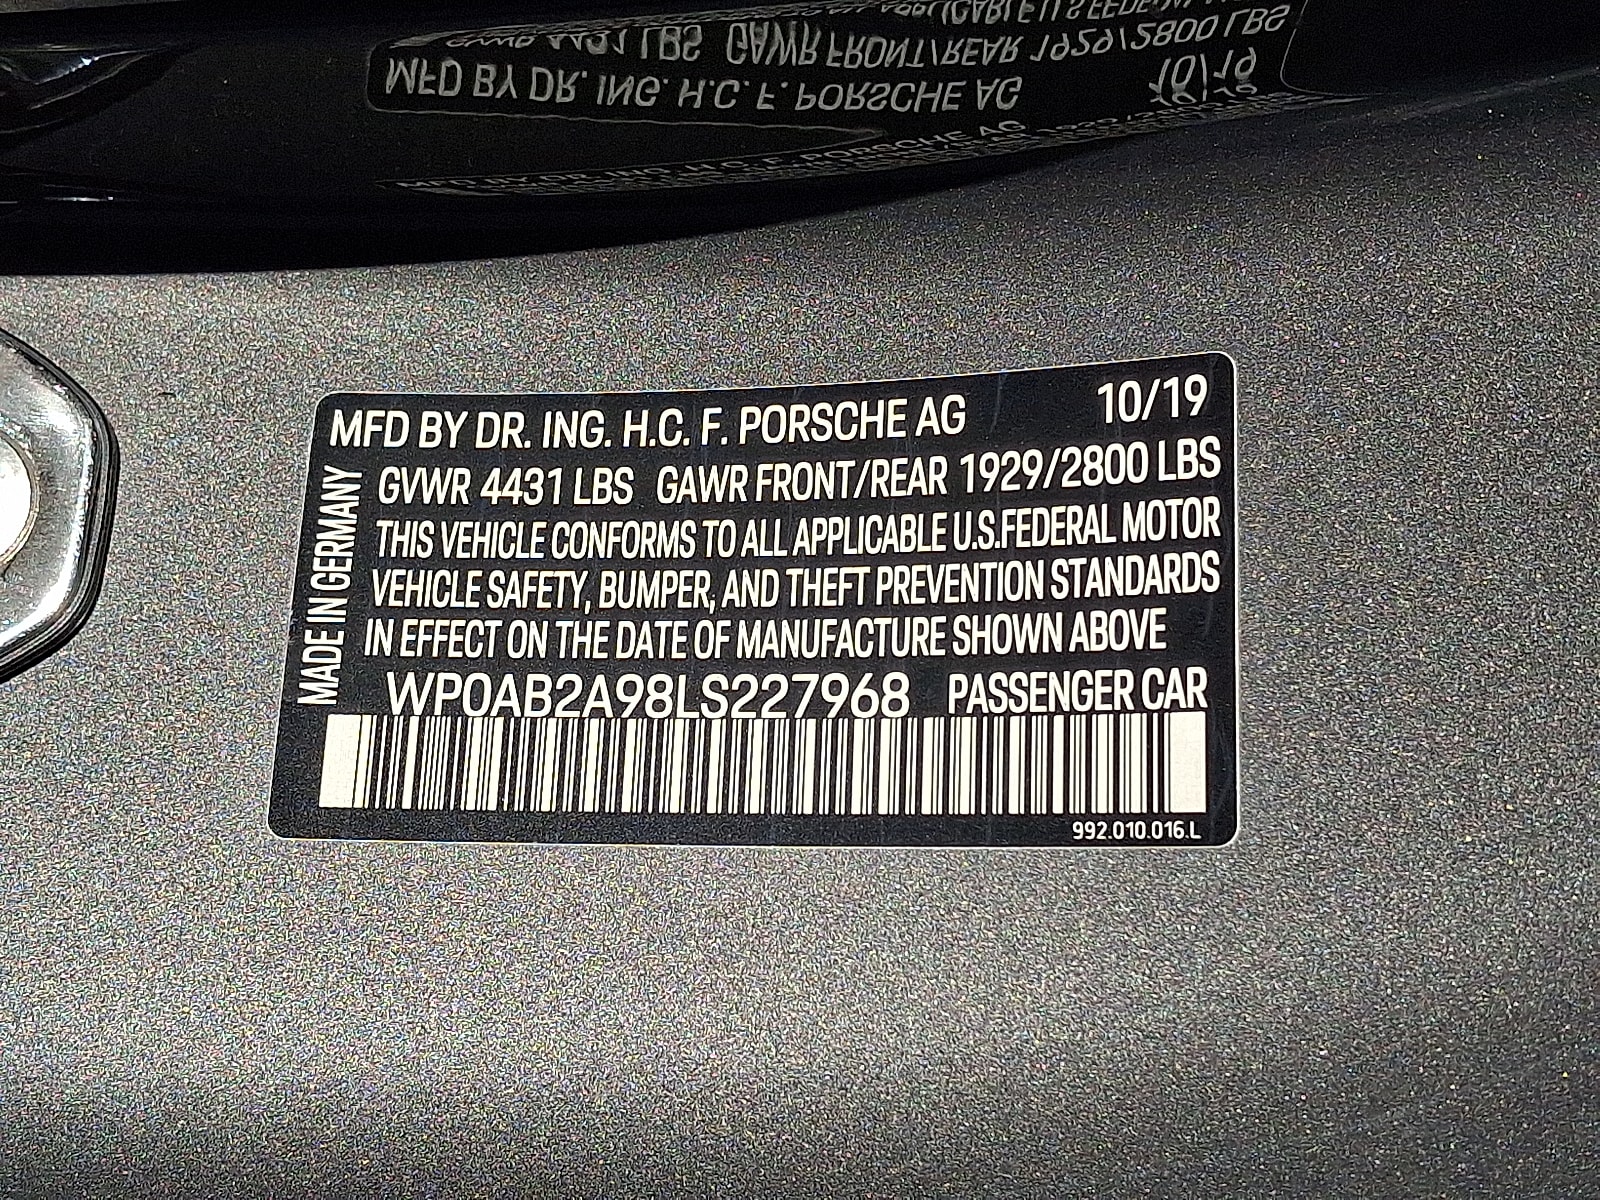 MFD BY DR. ING. H.C. F. PORSCHE AG 10/19
GVWR 4431 LBS GAWR FRONT/REAR 1929/2800 LBS
THIS VEHICLE CONFORMS TO ALL APPLICABLE U.S.FEDERAL MOTOR
VEHICLE SAFETY, BUMPER, AND THEFT PREVENTION STANDARDS
IN EFFECT ON THE DATE OF MANUFACTURE SHOWN ABOVE
WP0AB2A98LS227968 PASSENGER CAR
MADE IN GERMANY
992.010.016.L